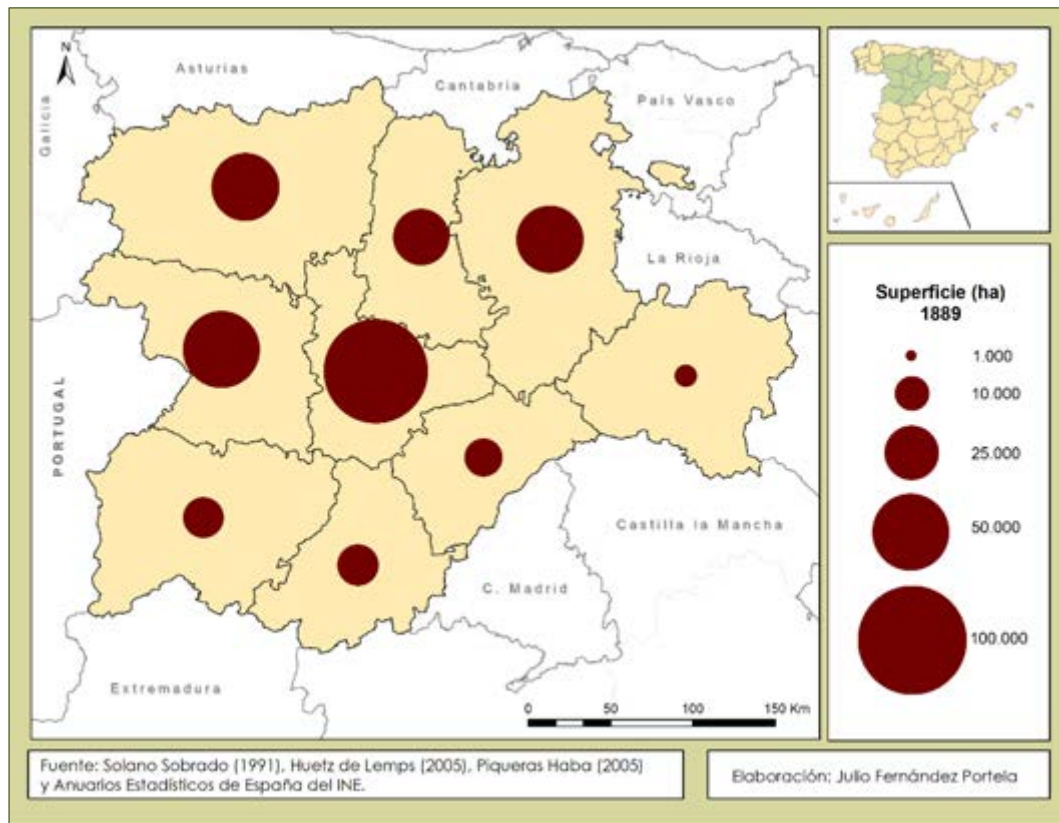 N
Asturias
Cantabria
País Vasco
Galicia
La Rioja
PORTUGAL
Castilla la Mancha
C. Madrid
Extremadura
0 50 100 150 Km
Superficie (ha)
1889
1.000
10.000
25.000
50.000
100.000
Fuente: Solano Sobrado (1991), Huetz de Lemps (2005), Piqueras Haba (2005)
y Anuarios Estadísticos de España del INE.
Elaboración: Julio Fernández Portela